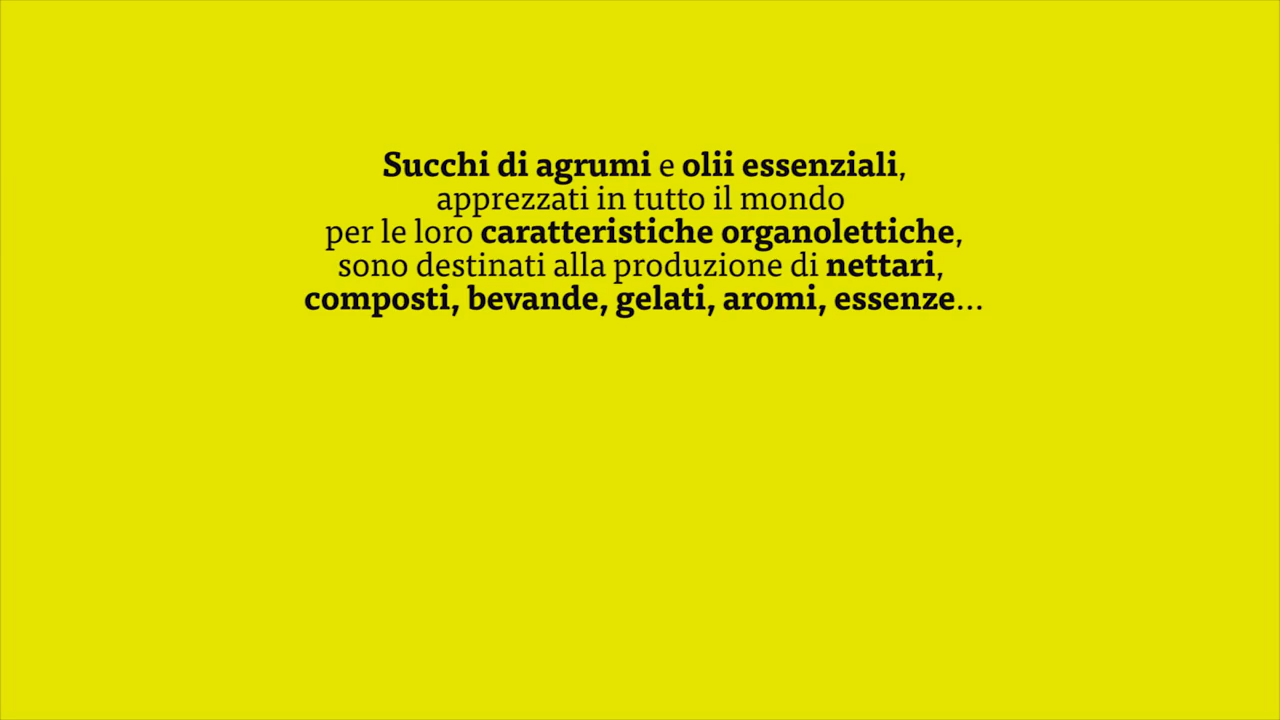 Succhi di agrumi e olii essenziali,
apprezzati in tutto il mondo
per le loro caratteristiche organolettiche,
sono destinati alla produzione di nettari,
composti, bevande, gelati, aromi, essenze...